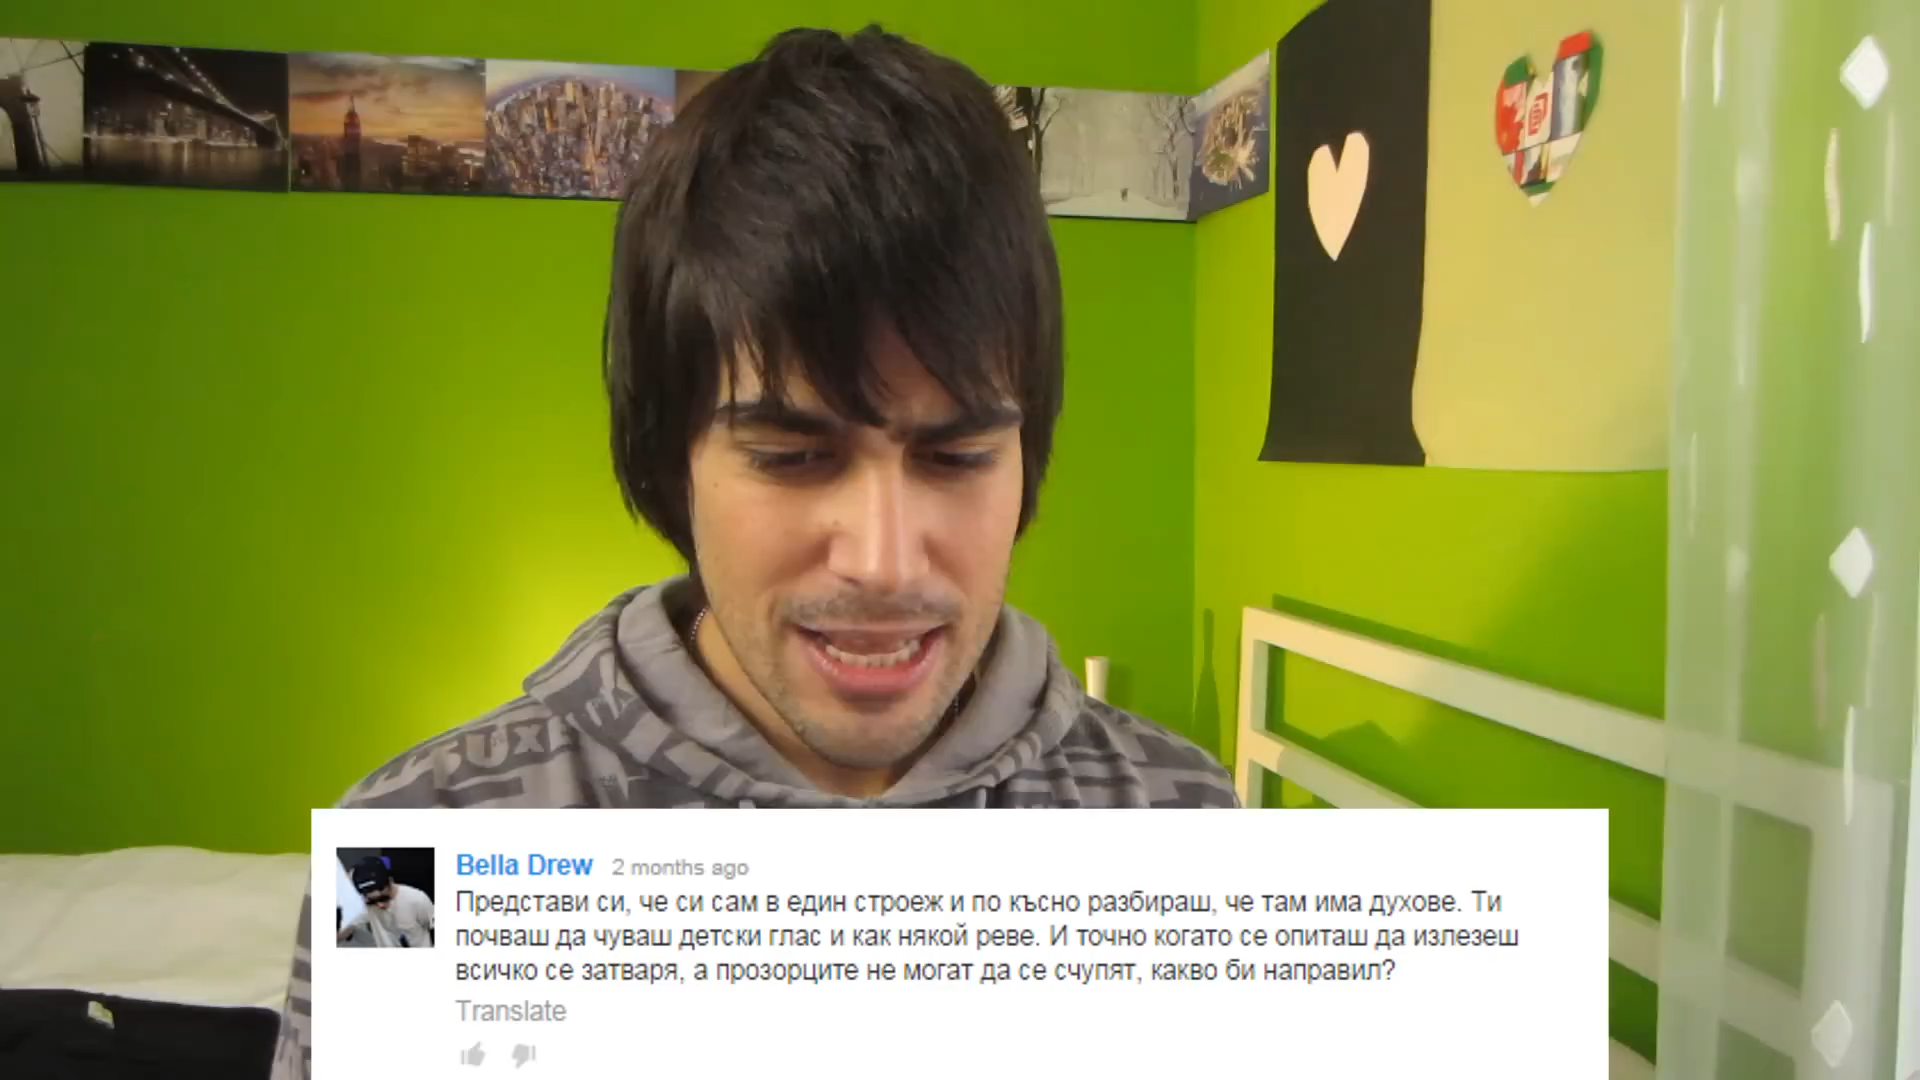 SUXE
Bella Drew 2 months ago
Представи си, че си сам в един строеж и по късно разбираш, че там има духове. Ти
почваш да чуваш детски глас и как някой реве. И точно когато се опиташ да излезеш
всичко се затваря, а прозорците не могат да се счупят, какво би направил?
Translate